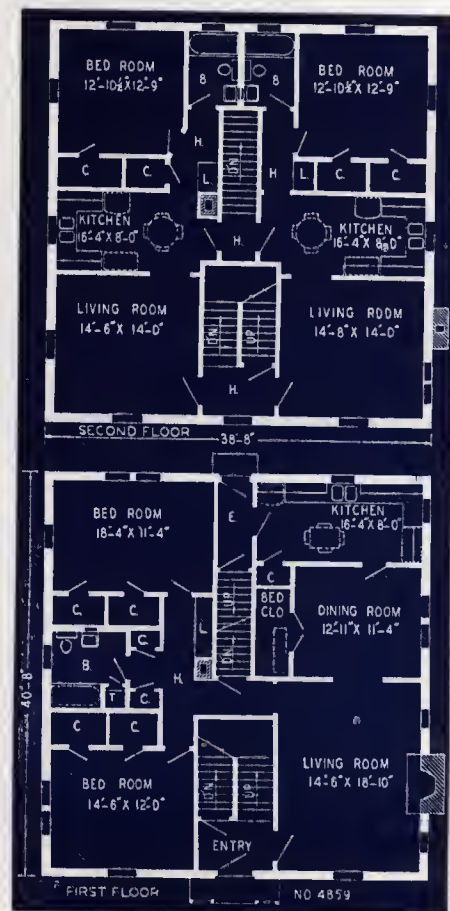 BED ROOM
12'-10½" X 12'-9"
B
BED ROOM
12'-10½" X 12'-9"
H.
DN
H
C.
C.
L.
L.
C.
C.
KITCHEN
16'-4" X 8'-0"
KITCHEN
16'-4" X 8'-0"
H.
LIVING ROOM
14'-6" X 14'-0"
DN
UP
LIVING ROOM
14'-8" X 14'-0"
H.
SECOND FLOOR
38'-8"
BED ROOM
18'-4" X 11'-4"
E.
KITCHEN
16'-4" X 8'-0"
C.
C.
C.
L.
UP
DN
C
BED
CLO
DINING ROOM
12'-11" X 11'-4"
B.
H.
T
C.
C
C.
40'-8"
BED ROOM
14'-6" X 12'-0"
DN
UP
LIVING ROOM
14'-6" X 18'-10"
ENTRY
FIRST FLOOR
NO 4859